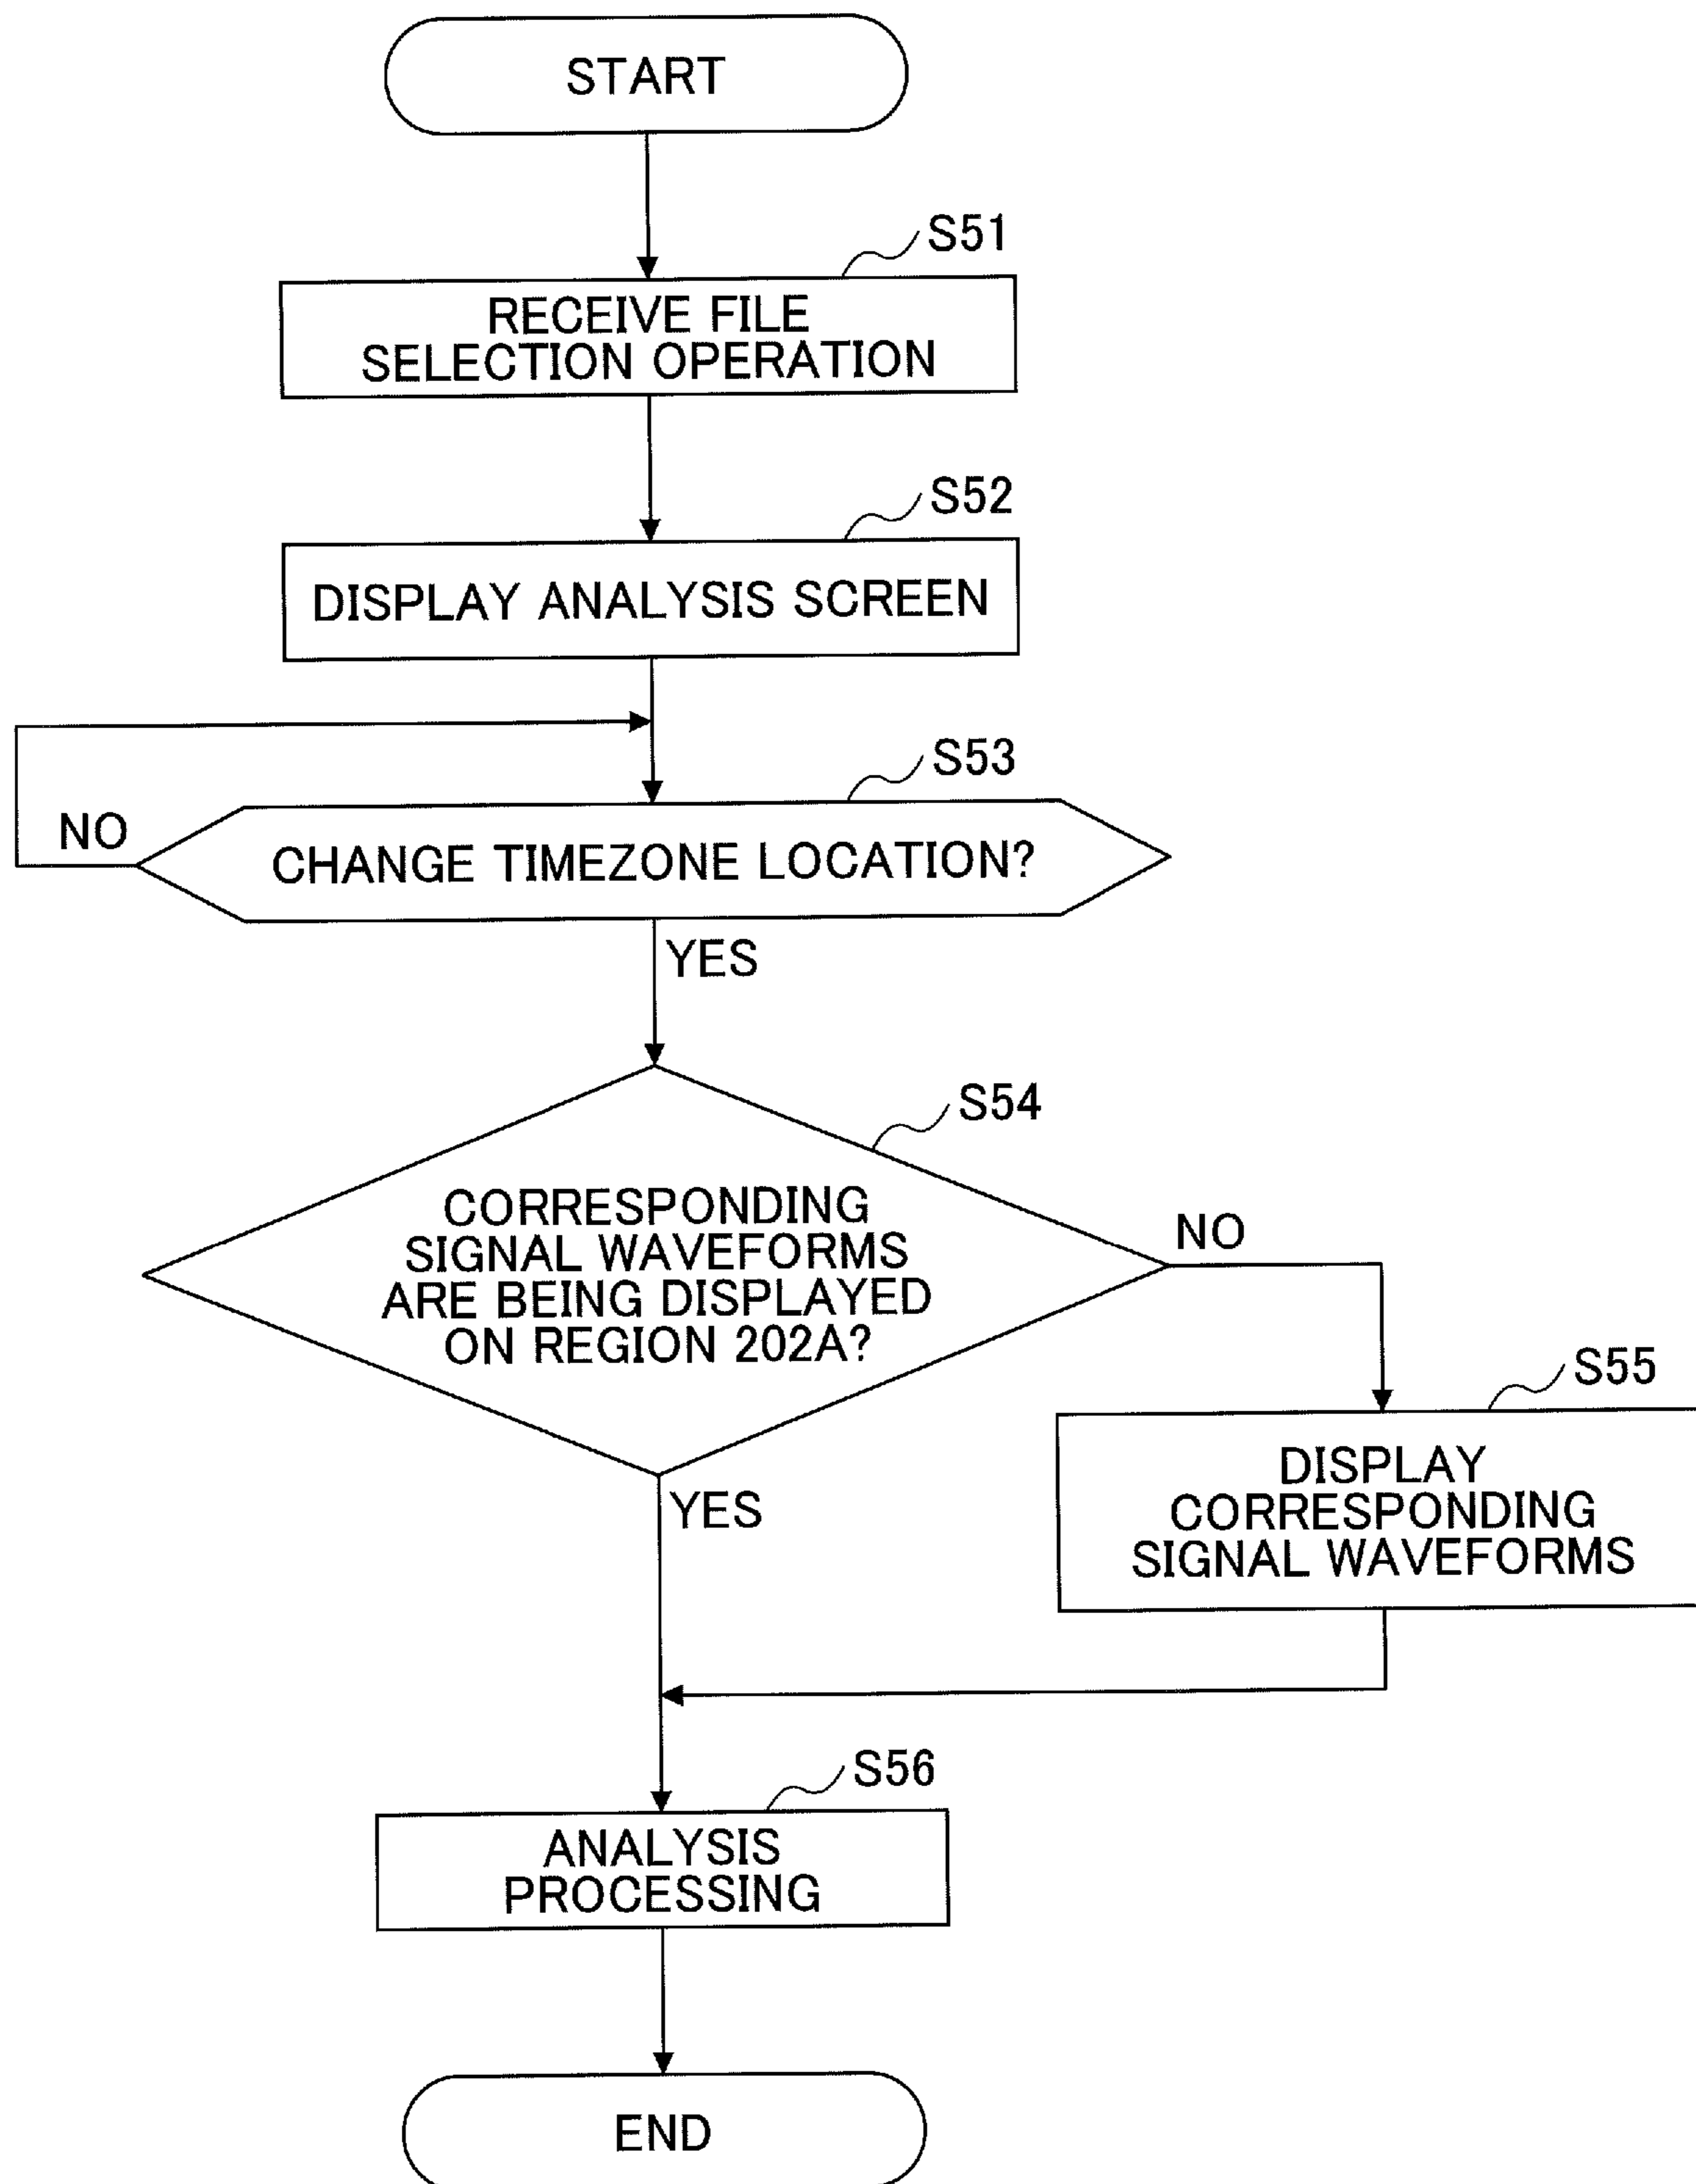 START
S51
RECEIVE FILE
SELECTION OPERATION
S52
DISPLAY ANALYSIS SCREEN
S53
NO
CHANGE TIMEZONE LOCATION?
YES
S54
CORRESPONDING
SIGNAL WAVEFORMS
ARE BEING DISPLAYED
ON REGION 202A?
NO
YES
S55
DISPLAY
CORRESPONDING
SIGNAL WAVEFORMS
S56
ANALYSIS
PROCESSING
END